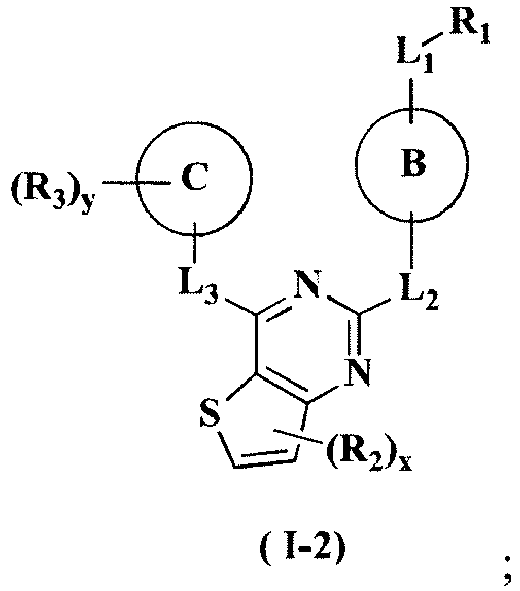 L₁ R₁
(R₃)y C B
L₃ N L₂
N
S (R₂)x
( I-2) ;